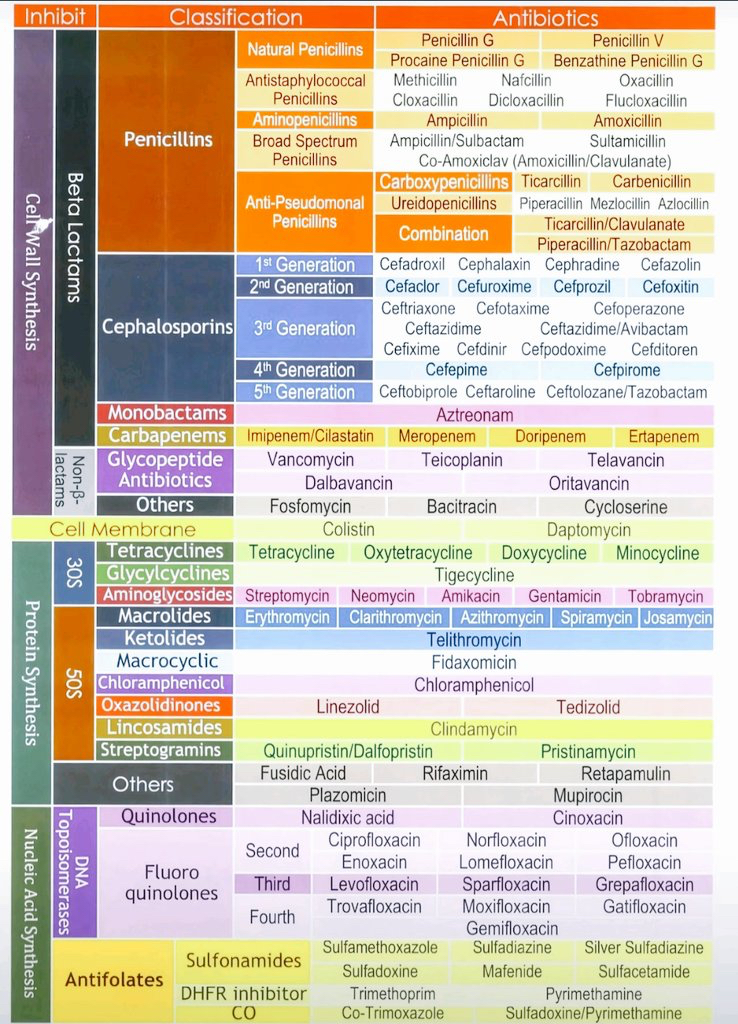 Inhibit Classification Antibiotics
Cell Wall Synthesis
Beta Lactams
Penicillins
Natural Penicillins
Penicillin G Penicillin V
Procaine Penicillin G Benzathine Penicillin G
Antistaphylococcal
Penicillins
Methicillin Nafcillin Oxacillin
Cloxacillin Dicloxacillin Flucloxacillin
Aminopenicillins Ampicillin Amoxicillin
Broad Spectrum
Penicillins
Ampicillin/Sulbactam Sultamicillin
Co-Amoxiclav (Amoxicillin/Clavulanate)
Anti-Pseudomonal
Penicillins
Carboxypenicillins Ticarcillin Carbenicillin
Ureidopenicillins Piperacillin Mezlocillin Azlocillin
Combination
Ticarcillin/Clavulanate
Piperacillin/Tazobactam
Cephalosporins
1st Generation Cefadroxil Cephalaxin Cephradine Cefazolin
2nd Generation Cefaclor Cefuroxime Cefprozil Cefoxitin
3rd Generation
Ceftriaxone Cefotaxime Cefoperazone
Ceftazidime Ceftazidime/Avibactam
Cefixime Cefdinir Cefpodoxime Cefditoren
4th Generation Cefepime Cefpirome
5th Generation Ceftobiprole Ceftaroline Ceftolozane/Tazobactam
Monobactams Aztreonam
Carbapenems Imipenem/Cilastatin Meropenem Doripenem Ertapenem
Non-β-
lactams
Glycopeptide
Antibiotics
Vancomycin Teicoplanin Telavancin
Dalbavancin Oritavancin
Others Fosfomycin Bacitracin Cycloserine
Cell Membrane Colistin Daptomycin
Protein Synthesis
30S
Tetracyclines Tetracycline Oxytetracycline Doxycycline Minocycline
Glycylcyclines Tigecycline
Aminoglycosides Streptomycin Neomycin Amikacin Gentamicin Tobramycin
50S
Macrolides Erythromycin Clarithromycin Azithromycin Spiramycin Josamycin
Ketolides Telithromycin
Macrocyclic Fidaxomicin
Chloramphenicol Chloramphenicol
Oxazolidinones Linezolid Tedizolid
Lincosamides Clindamycin
Streptogramins Quinupristin/Dalfopristin Pristinamycin
Others
Fusidic Acid Rifaximin Retapamulin
Plazomicin Mupirocin
Nucleic Acid Synthesis
DNA
Topoisomerases
Quinolones Nalidixic acid Cinoxacin
Fluoro
quinolones
Second
Ciprofloxacin Norfloxacin Ofloxacin
Enoxacin Lomefloxacin Pefloxacin
Third Levofloxacin Sparfloxacin Grepafloxacin
Fourth
Trovafloxacin Moxifloxacin Gatifloxacin
Gemifloxacin
Antifolates
Sulfonamides
Sulfamethoxazole Sulfadiazine Silver Sulfadiazine
Sulfadoxine Mafenide Sulfacetamide
DHFR inhibitor Trimethoprim Pyrimethamine
CO Co-Trimoxazole Sulfadoxine/Pyrimethamine